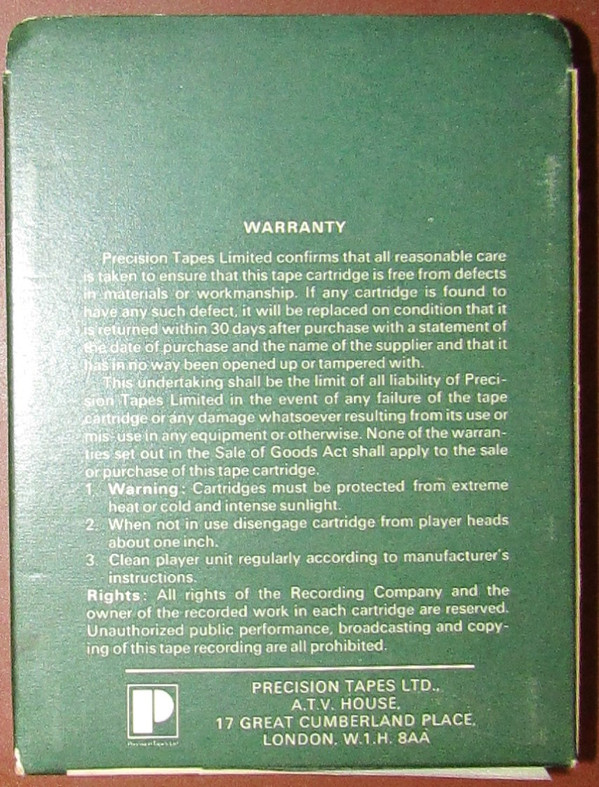 WARRANTY
Precision Tapes Limited confirms that all reasonable care
is taken to ensure that this tape cartridge is free from defects
in materials or workmanship. If any cartridge is found to
have any such defect, it will be replaced on condition that it
is returned within 30 days after purchase with a statement of
the date of purchase and the name of the supplier and that it
has in no way been opened up or tampered with.
This undertaking shall be the limit of all liability of Preci-
sion Tapes Limited in the event of any failure of the tape
cartridge or any damage whatsoever resulting from its use or
mis-use in any equipment or otherwise. None of the warran-
ties set out in the Sale of Goods Act shall apply to the sale
or purchase of this tape cartridge.
1. Warning: Cartridges must be protected from extreme
heat or cold and intense sunlight.
2. When not in use disengage cartridge from player heads
about one inch.
3. Clean player unit regularly according to manufacturer's
instructions.
Rights: All rights of the Recording Company and the
owner of the recorded work in each cartridge are reserved.
Unauthorized public performance, broadcasting and copy-
ing of this tape recording are all prohibited.
P
Precision Tapes Ltd
PRECISION TAPES LTD.,
A.T.V. HOUSE,
17 GREAT CUMBERLAND PLACE,
LONDON, W.1.H. 8AA